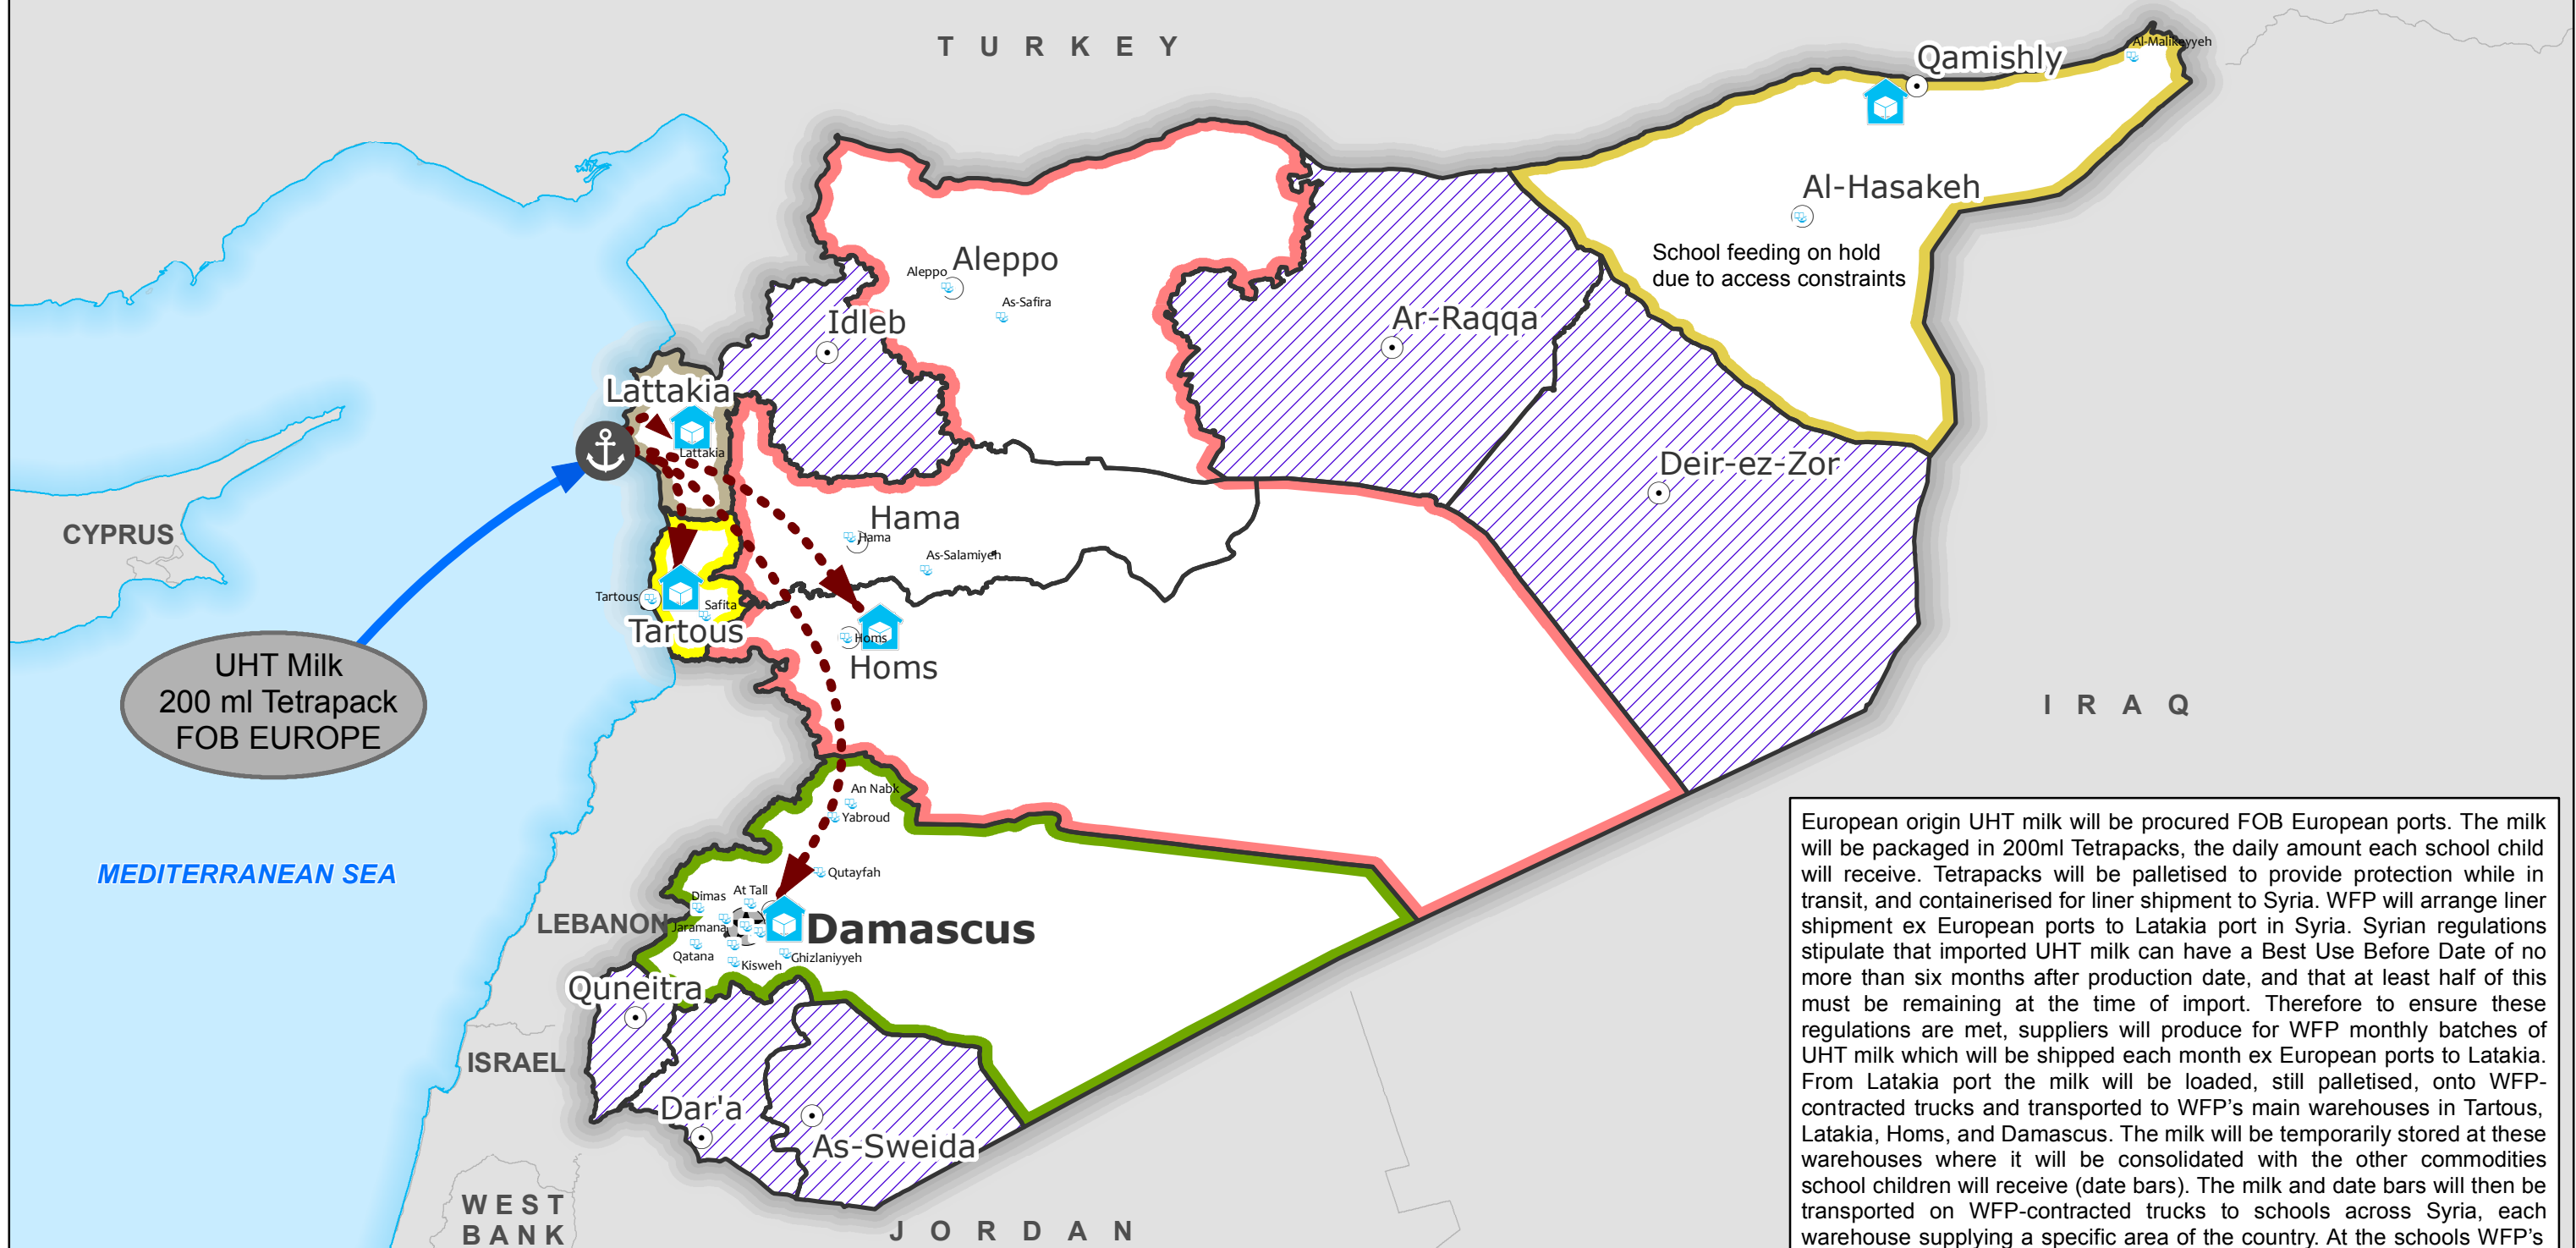 T U R K E Y
Qamishly
Al-Malikeyyeh
Al-Hasakeh
School feeding on hold
due to access constraints
Aleppo
Aleppo
As-Safira
Idleb
Ar-Raqqa
Lattakia
Lattakia
Deir-ez-Zor
CYPRUS
Hama
Hama
As-Salamiyeh
Tartous
Safita
Tartous
Homs
Homs
UHT Milk
200 ml Tetrapack
FOB EUROPE
I R A Q
An Nabk
Yabroud
MEDITERRANEAN SEA
Qutayfah
Dimas
At Tall
LEBANON
Jaramana
Damascus
Qatana
Kisweh
Ghizlaniyyeh
Quneitra
ISRAEL
Dar'a
As-Sweida
WEST
BANK
J O R D A N
European origin UHT milk will be procured FOB European ports. The milk
will be packaged in 200ml Tetrapacks, the daily amount each school child
will receive. Tetrapacks will be palletised to provide protection while in
transit, and containerised for liner shipment to Syria. WFP will arrange liner
shipment ex European ports to Latakia port in Syria. Syrian regulations
stipulate that imported UHT milk can have a Best Use Before Date of no
more than six months after production date, and that at least half of this
must be remaining at the time of import. Therefore to ensure these
regulations are met, suppliers will produce for WFP monthly batches of
UHT milk which will be shipped each month ex European ports to Latakia.
From Latakia port the milk will be loaded, still palletised, onto WFP-
contracted trucks and transported to WFP's main warehouses in Tartous,
Latakia, Homs, and Damascus. The milk will be temporarily stored at these
warehouses where it will be consolidated with the other commodities
school children will receive (date bars). The milk and date bars will then be
transported on WFP-contracted trucks to schools across Syria, each
warehouse supplying a specific area of the country. At the schools WFP's